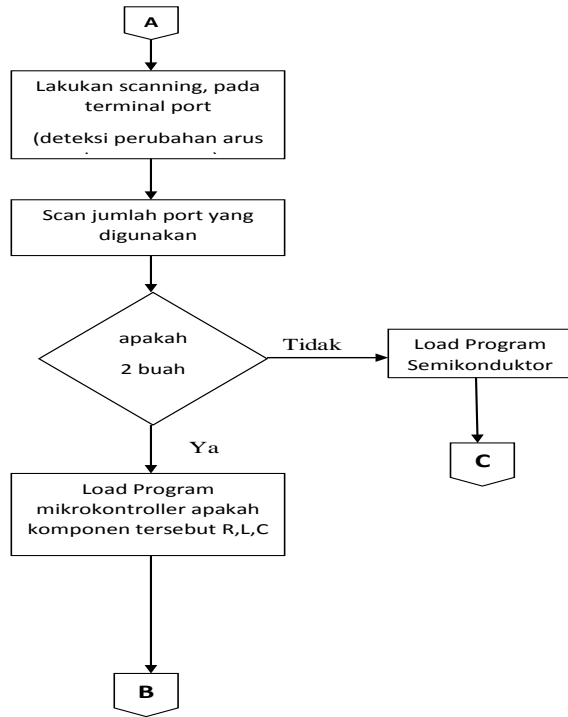 A
Lakukan scanning, pada
terminal port
(deteksi perubahan arus
Scan jumlah port yang
digunakan
apakah
2 buah
Tidak
Load Program
Semikonduktor
C
Ya
Load Program
mikrokontroller apakah
komponen tersebut R,L,C
B